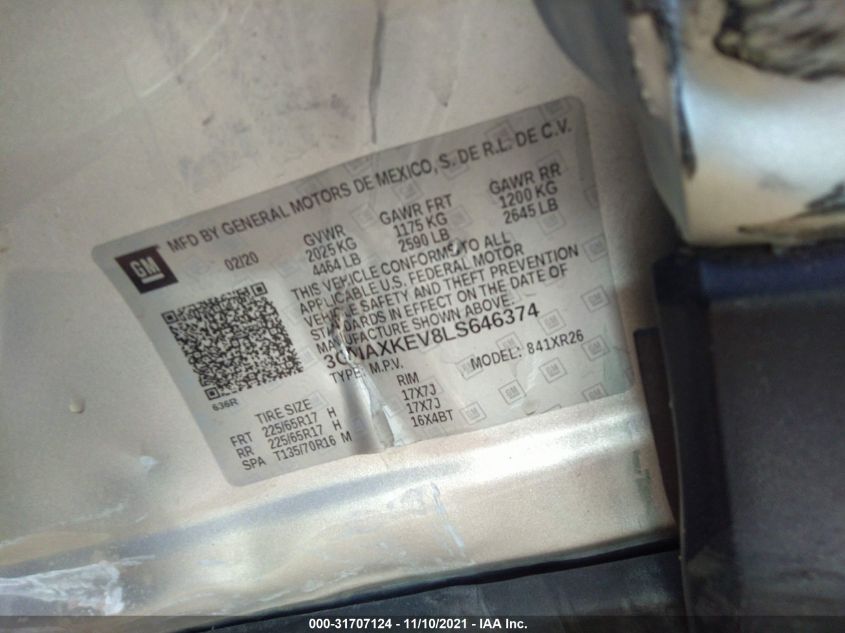 GM
MFD BY GENERAL MOTORS DE MEXICO, S. DE R.L. DE C.V.
02/20
GVWR
2025 KG
4464 LB
GAWR FRT
1175 KG
2590 LB
GAWR RR
1200 KG
2645 LB
THIS VEHICLE CONFORMS TO ALL
APPLICABLE U.S. FEDERAL MOTOR
VEHICLE SAFETY AND THEFT PREVENTION
STANDARDS IN EFFECT ON THE DATE OF
MANUFACTURE SHOWN ABOVE.
3GNAXKEV8LS646374
TYPE: M.P.V. MODEL: 841XR26
636R
TIRE SIZE RIM
FRT 225/65R17 H 17X7J
RR 225/65R17 H 17X7J
SPA T135/70R16 M 16X4BT
000-31707124 - 11/10/2021 - IAA Inc.